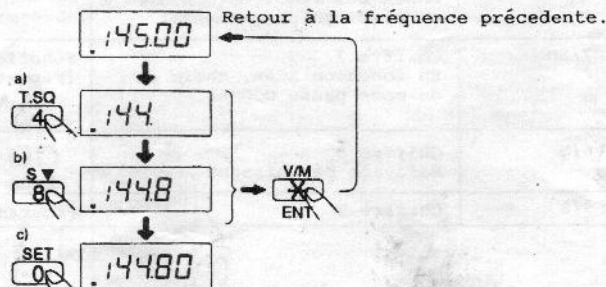 Retour à la fréquence précedente.
145.00
a)
T.SQ
4
144.
b)
S ▼
8
144.8
V/M
ENT
c)
SET
0
144.80